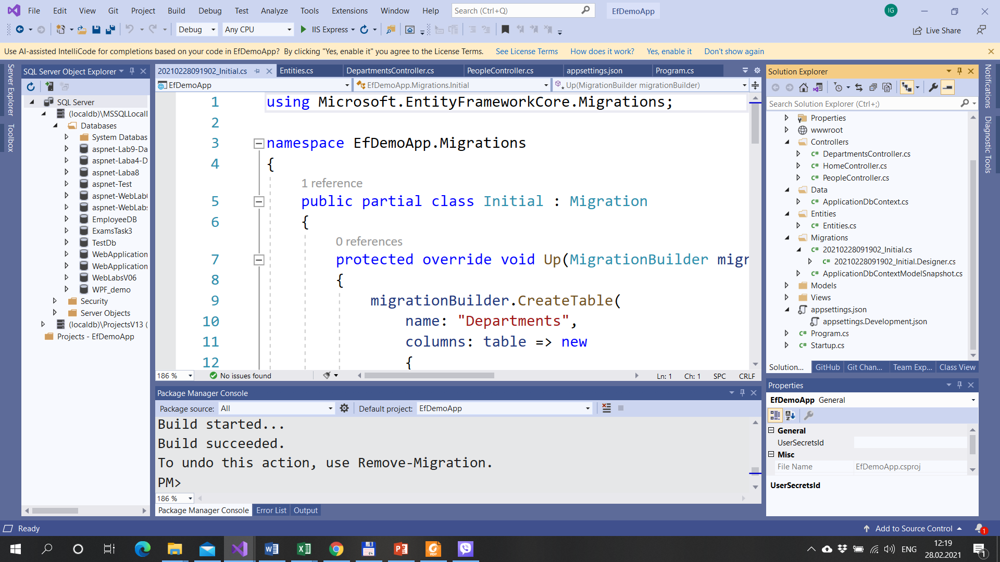 File Edit View Git Project Build Debug Test Analyze Tools Extensions Window Help Search (Ctrl+Q) EfDemoApp IG
Debug Any CPU IIS Express Live Share
Use AI-assisted IntelliCode for completions based on your code in EfDemoApp? By clicking "Yes, enable it" you agree to the License Terms. See License Terms How does it work? Yes, enable it Don't show again
Server Explorer
Toolbox
SQL Server Object Explorer
SQL Server
(localdb)\MSSQLLocalI
Databases
System Databas
aspnet-Lab9-Da
aspnet-Laba4-D
aspnet-Laba8
aspnet-Test
aspnet-WebLab
aspnet-WebLab
EmployeeDB
ExamsTask3
TestDb
WebApplication
WebApplication
WebLabsV06
WPF_demo
Security
Server Objects
(localdb)\ProjectsV13 (
Projects - EfDemoApp
20210228091902_Initial.cs Entities.cs DepartmentsController.cs PeopleController.cs appsettings.json Program.cs
EfDemoApp EfDemoApp.Migrations.Initial Up(MigrationBuilder migrationBuilder)
1 using Microsoft.EntityFrameworkCore.Migrations;
2
3 namespace EfDemoApp.Migrations
4 {
1 reference
5 public partial class Initial : Migration
6 {
0 references
7 protected override void Up(MigrationBuilder migr
8 {
9 migrationBuilder.CreateTable(
10 name: "Departments",
11 columns: table => new
12 {
186 % No issues found Ln: 1 Ch: 1 SPC CRLF
Package Manager Console
Package source: All Default project: EfDemoApp
Build started...
Build succeeded.
To undo this action, use Remove-Migration.
PM>
186 %
Package Manager Console Error List Output
Solution Explorer
Search Solution Explorer (Ctrl+;)
Properties
wwwroot
Controllers
C# DepartmentsController.cs
C# HomeController.cs
C# PeopleController.cs
Data
C# ApplicationDbContext.cs
Entities
C# Entities.cs
Migrations
C# 20210228091902_Initial.cs
C# 20210228091902_Initial.Designer.cs
C# ApplicationDbContextModelSnapshot.cs
Models
Views
appsettings.json
appsettings.Development.json
C# Program.cs
C# Startup.cs
Solution... GitHub Git Chan... Team Exp... Class View
Properties
EfDemoApp General
General
UserSecretsId
Misc
File Name EfDemoApp.csproj
UserSecretsId
Notifications
Diagnostic Tools
Ready Add to Source Control 1
ENG 12:19
28.02.2021 1